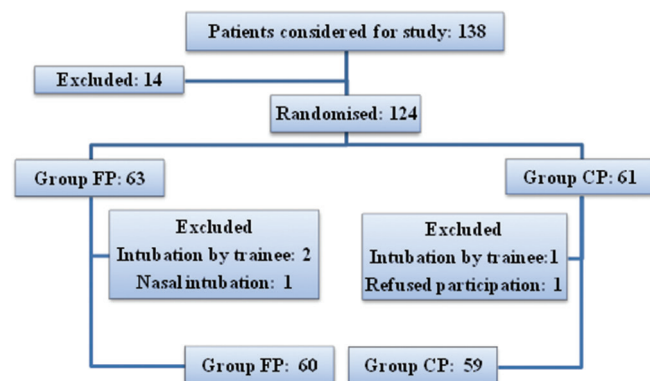 Patients considered for study: 138
Excluded: 14
Randomised: 124
Group FP: 63
Group CP: 61
Excluded
Intubation by trainee: 2
Nasal intubation: 1
Excluded
Intubation by trainee:1
Refused participation: 1
Group FP: 60
Group CP: 59